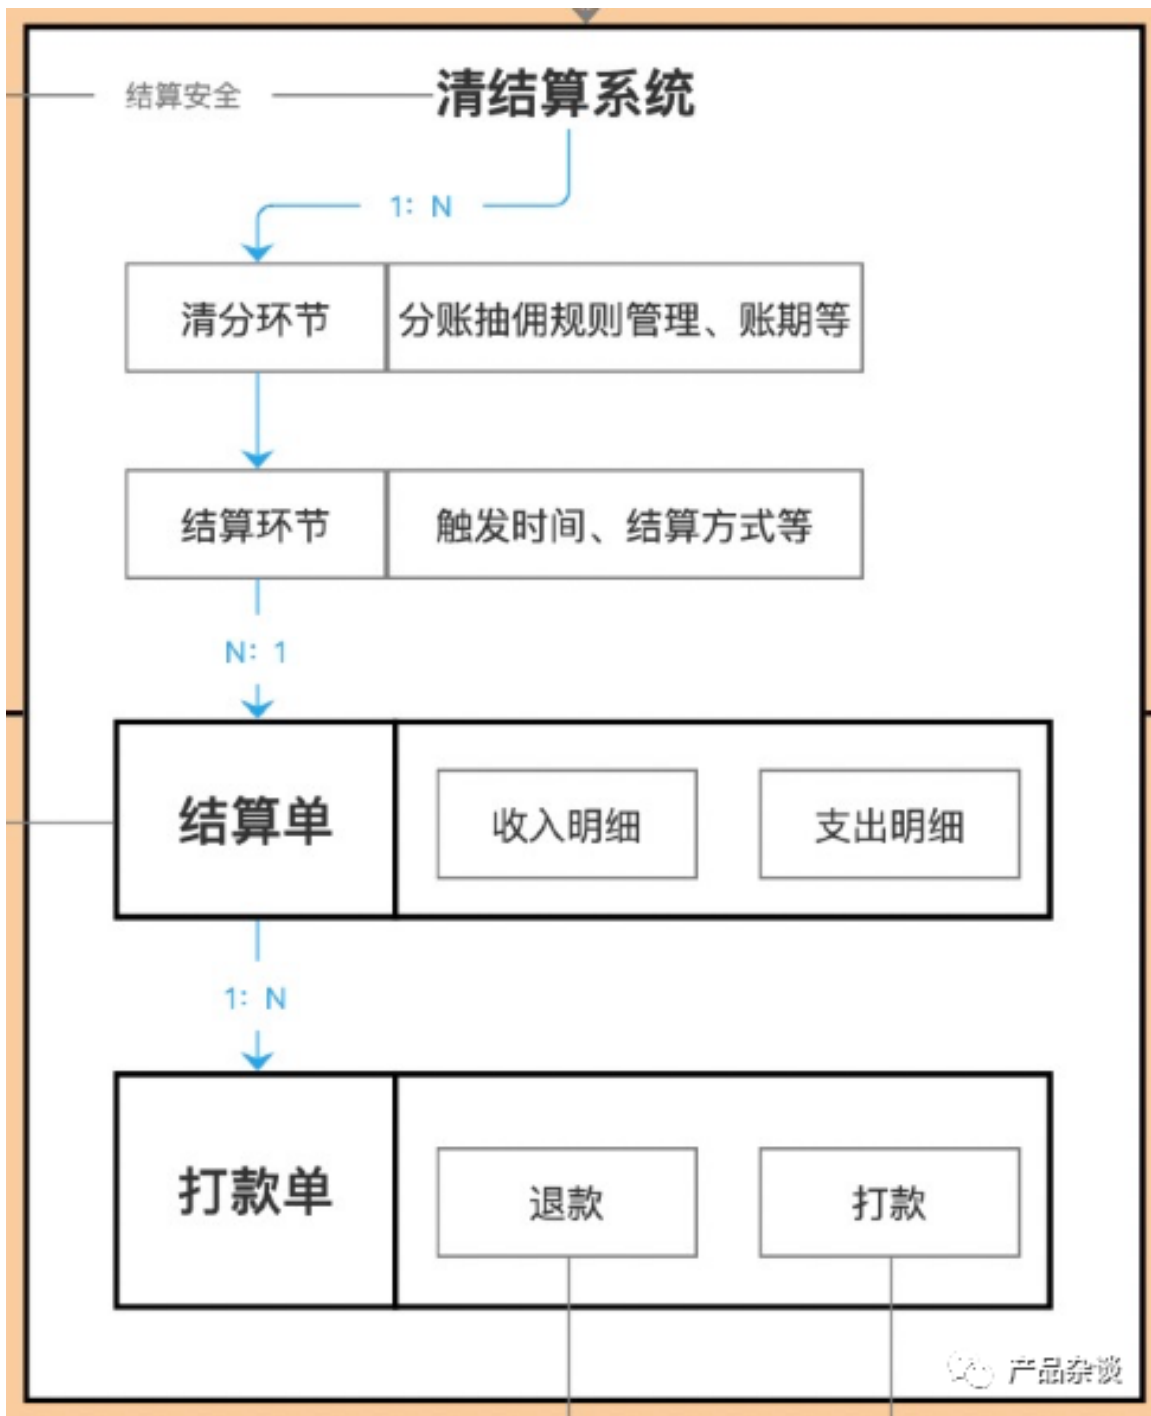 结算安全
清结算系统
1：N
清分环节
分账抽佣规则管理、账期等
结算环节
触发时间、结算方式等
N：1
结算单
收入明细
支出明细
1：N
打款单
退款
打款
产品杂谈